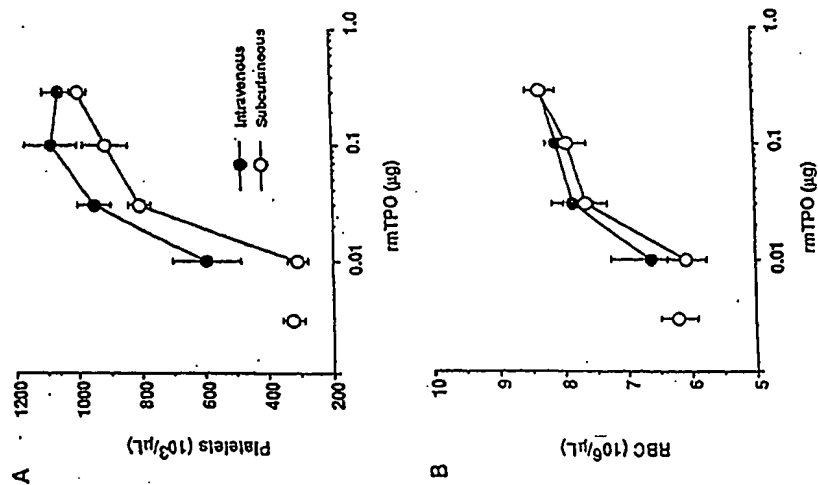 A
1200
1000
800
600
400
200
Platelets (10³/µL)
Intravenous
Subcutaneous
0.01
0.1
1.0
rmTPO (µg)
B
10
9
8
7
6
5
RBC (10⁶/µL)
0.01
0.1
1.0
rmTPO (µg)